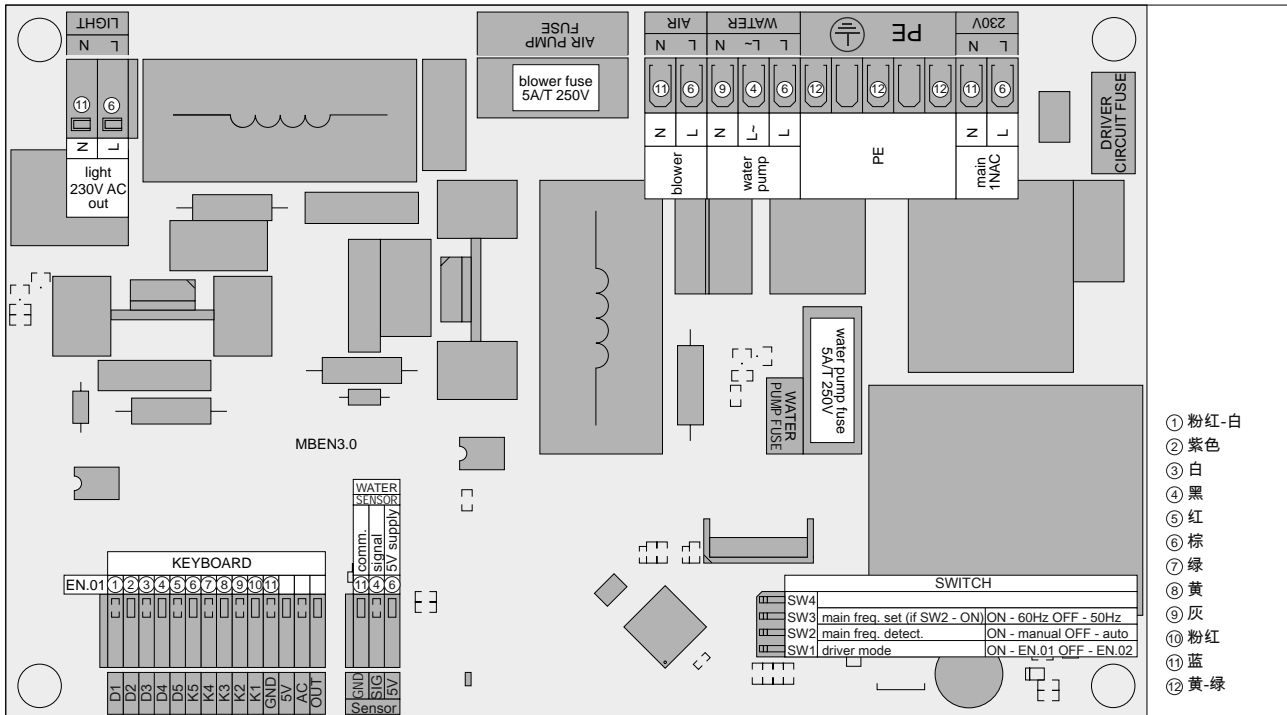 LIGHT
N L
11 6
N L
light
230V AC
out
AIR PUMP
FUSE
blower fuse
5A/T 250V
AIR WATER PE 230V
N L N L~ L N L
11 6 9 4 6 12 12 12 11 6
N L N L~ L N L
blower
water
pump
PE
main
1NAC
DRIVER
CIRCUIT FUSE
water pump fuse
5A/T 250V
WATER
PUMP FUSE
MBEN3.0
WATER
SENSOR
comm.
signal
5V supply
11 4 6
GND SIG 5V
Sensor
KEYBOARD
EN.01 1 2 3 4 5 6 7 8 9 10 11
D1 D2 D3 D4 D5 K5 K4 K3 K2 K1 GND 5V AC OUT
SWITCH
SW4
SW3 main freq. set (if SW2 - ON) ON - 60Hz OFF - 50Hz
SW2 main freq. detect. ON - manual OFF - auto
SW1 driver mode ON - EN.01 OFF - EN.02
① 粉红-白
② 紫色
③ 白
④ 黑
⑤ 红
⑥ 棕
⑦ 绿
⑧ 黄
⑨ 灰
⑩ 粉红
⑪ 蓝
⑫ 黄-绿